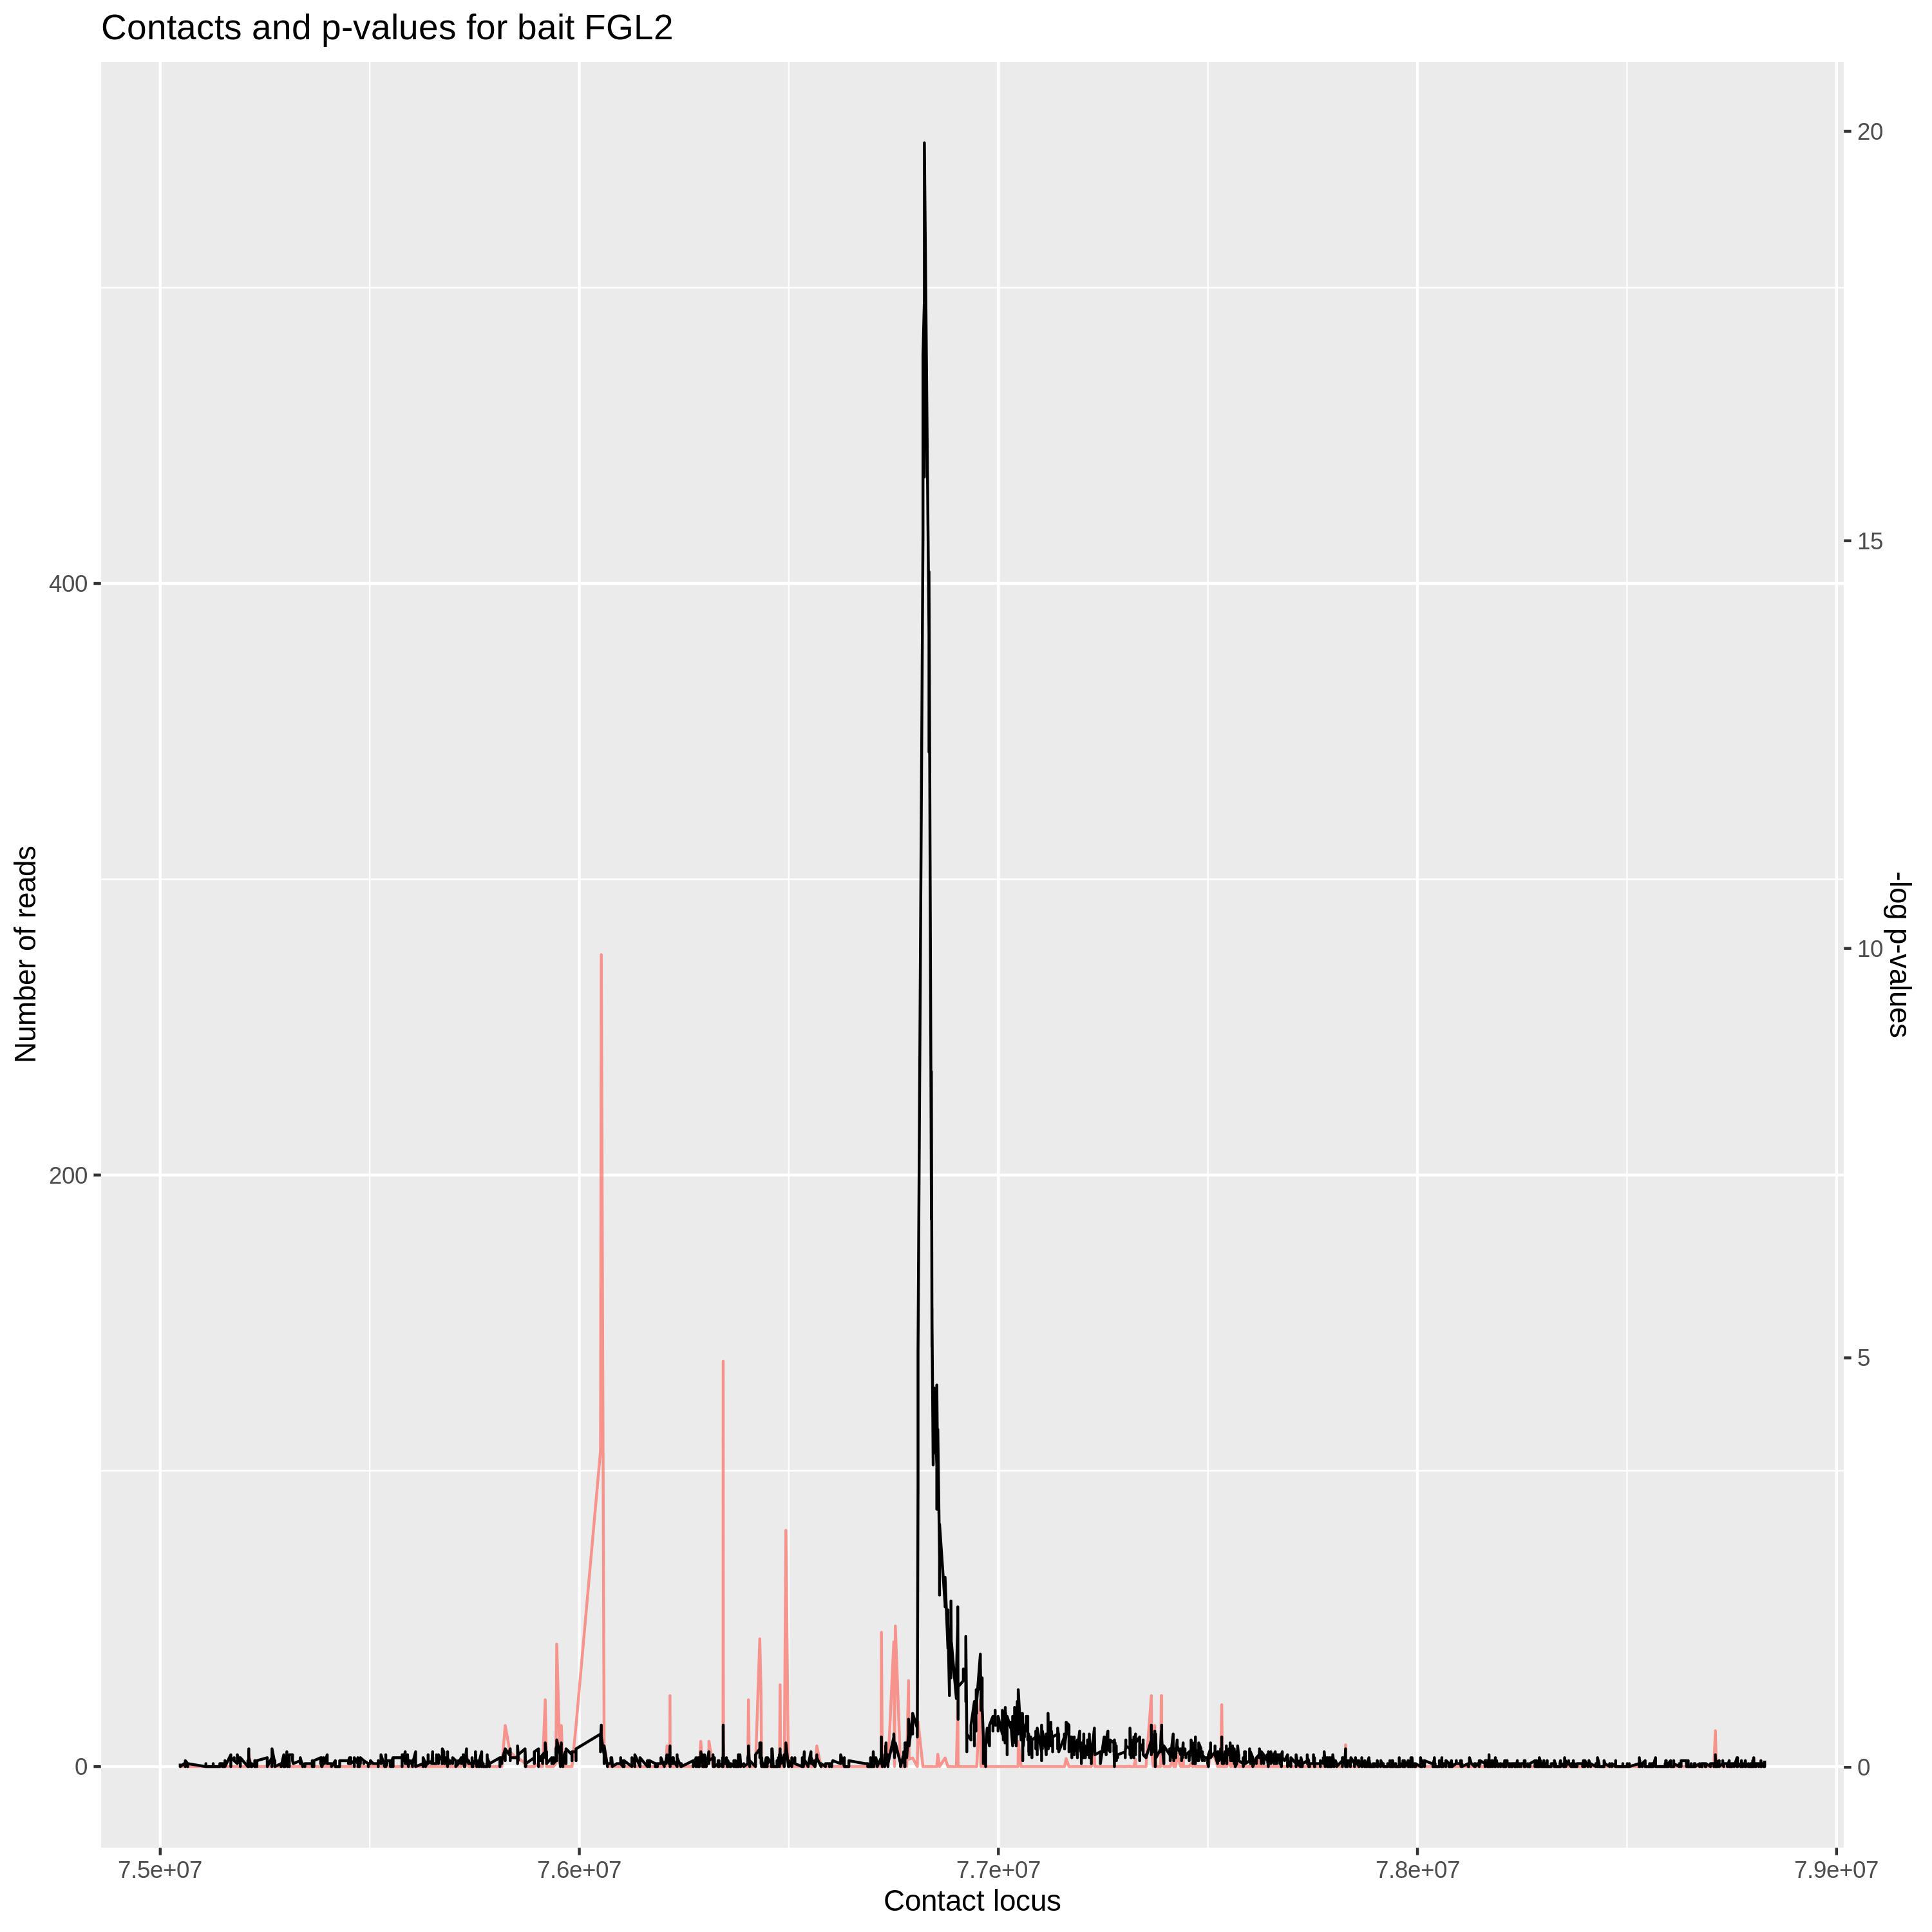 Contacts and p-values for bait FGL2
20
15
10
5
0
400
200
0
Number of reads
-log p-values
7.5e+07
7.6e+07
7.7e+07
7.8e+07
7.9e+07
Contact locus